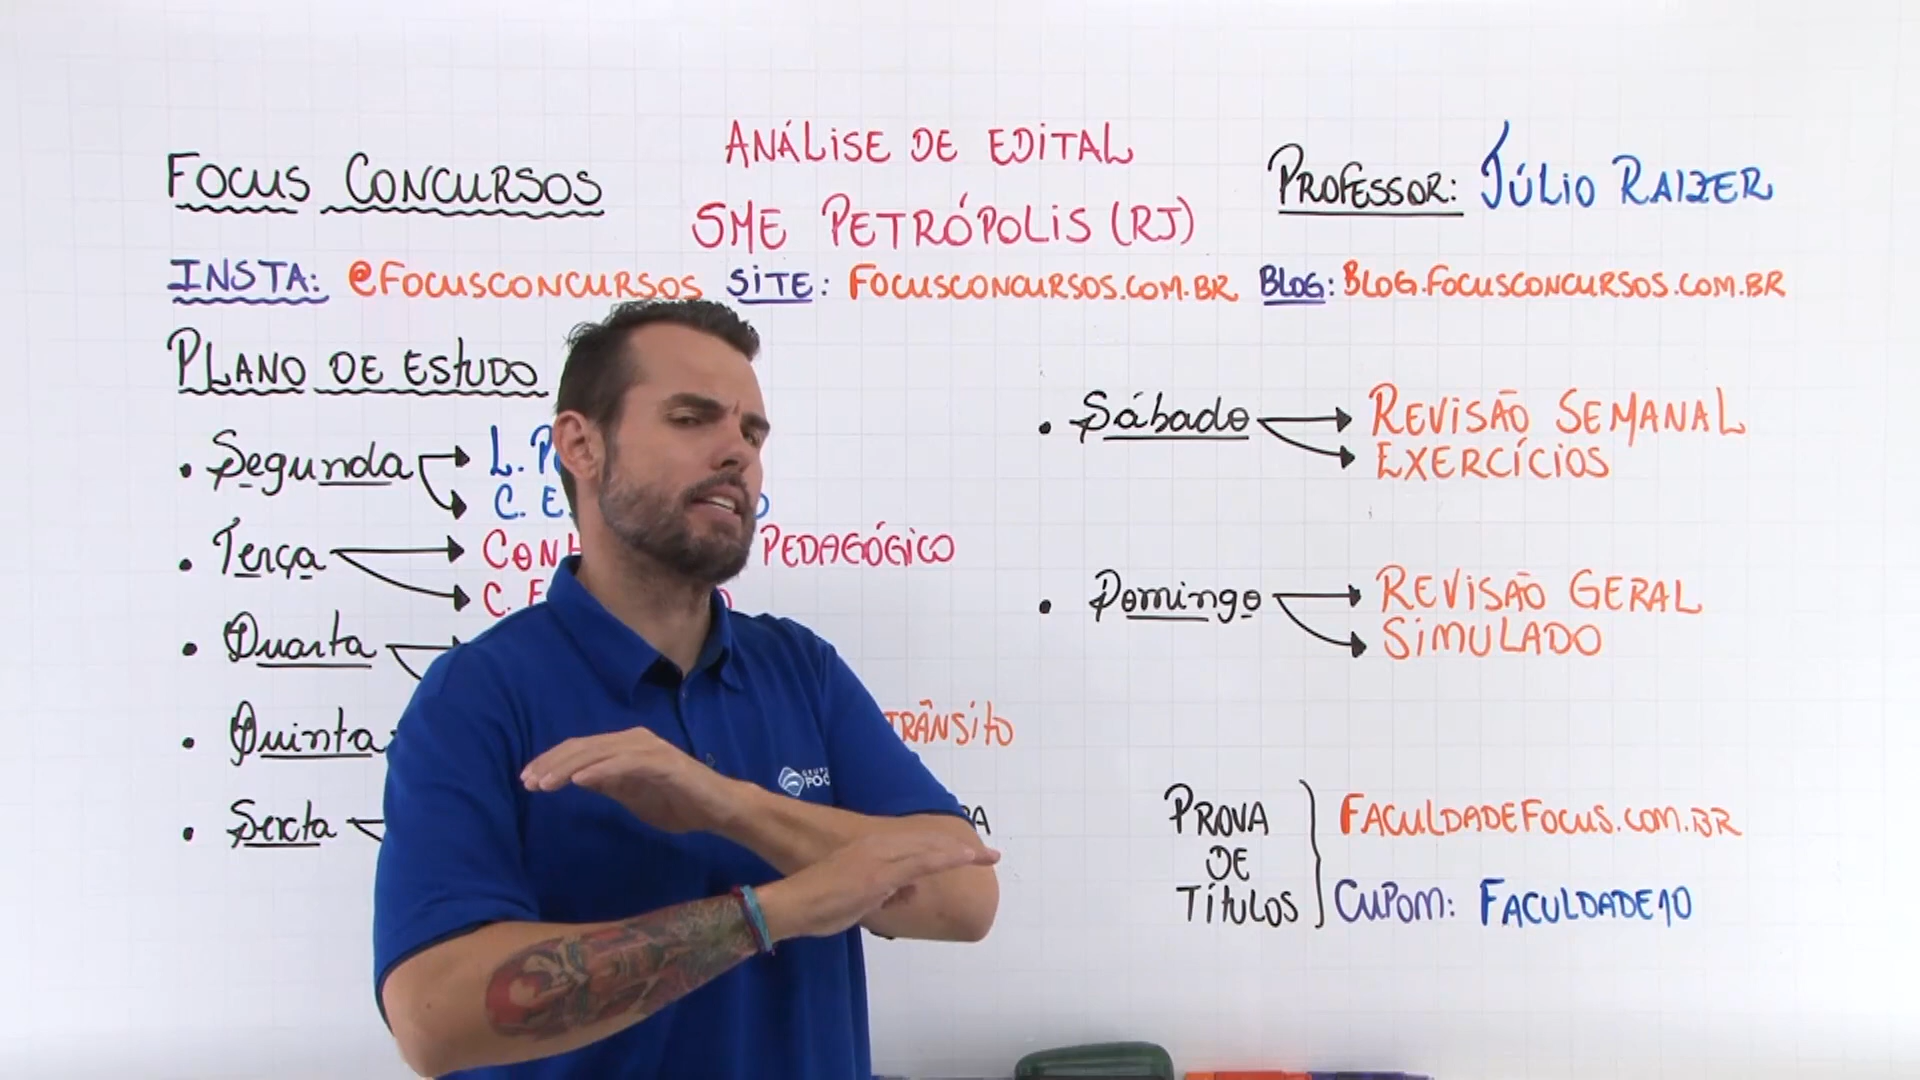 ANÁLISE DE EDITAL
FOCUS CONCURSOS
SME PETRÓPOLIS (RJ)
PROFESSOR: JÚLIO RAIZER
INSTA: @FOCUSCONCURSOS SITE: FOCUSCONCURSOS.COM.BR BLOG: BLOG.FOCUSCONCURSOS.COM.BR
PLANO DE ESTUDO
• Segunda L.
C. E.
• Terça PEDAGÓGICO
C.
• Quarta
• Quinta TRÂNSITO
• Sexta
• Sábado REVISÃO SEMANAL
EXERCÍCIOS
• Domingo REVISÃO GERAL
SIMULADO
PROVA DE TÍTULOS
FACULDADEFOCUS.COM.BR
CUPOM: FACULDADE10